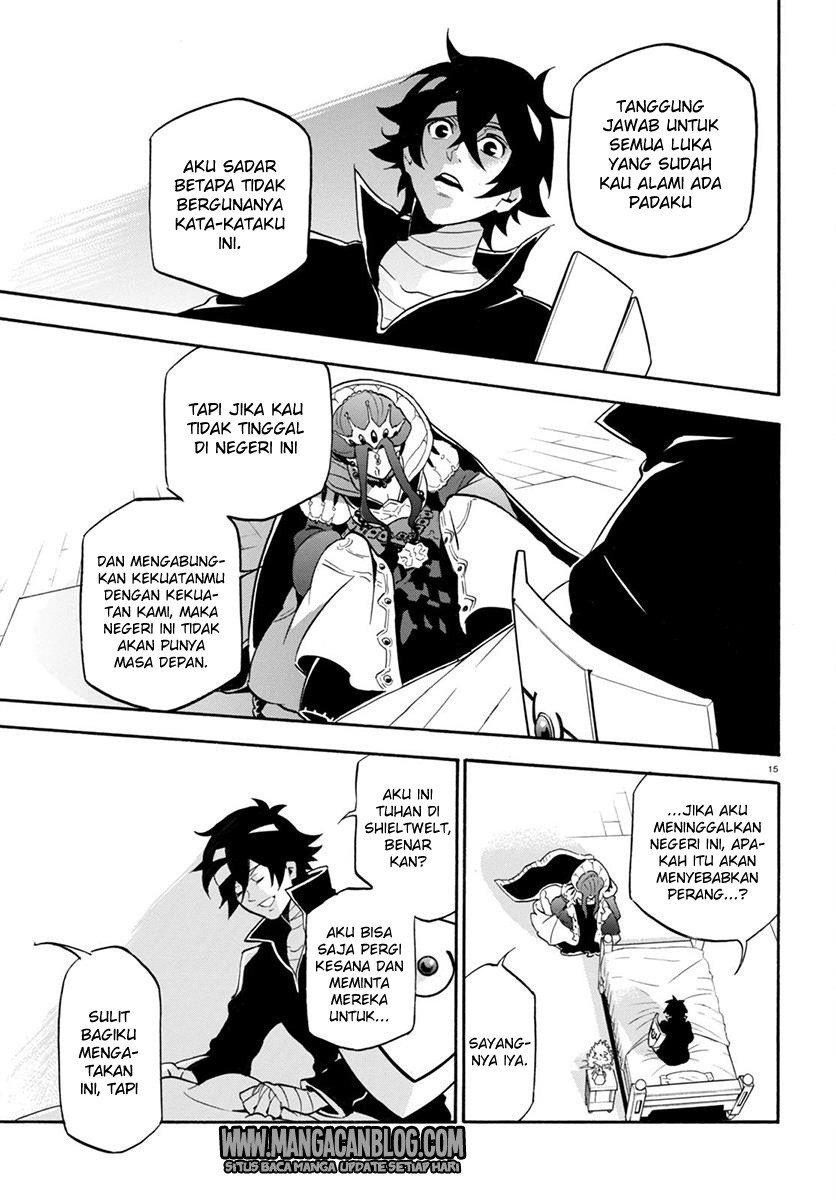 TANGGUNG
JAWAB UNTUK
SEMUA LUKA
YANG SUDAH
KAU ALAMI ADA
PADAKU
AKU SADAR
BETAPA TIDAK
BERGUNANYA
KATA-KATAKU
INI.
TAPI JIKA KAU
TIDAK TINGGAL
DI NEGERI INI
DAN MENGABUNG-
KAN KEKUATANMU
DENGAN KEKUA-
TAN KAMI, MAKA
NEGERI INI TIDAK
AKAN PUNYA
MASA DEPAN.
15
...JIKA AKU
MENINGGALKAN
NEGERI INI, APA-
KAH ITU AKAN
MENYEBABKAN
PERANG...?
SAYANG-
NYA IYA.
AKU INI
TUHAN DI
SHIELTWELT,
BENAR
KAN?
AKU BISA
SAJA PERGI
KESANA DAN
MEMINTA
MEREKA
UNTUK...
SULIT
BAGIKU
MENGA-
TAKAN
INI, TAPI
WWW.MANGACANBLOG.COM
SITUS BACA MANGA UPDATE SETIAP HARI